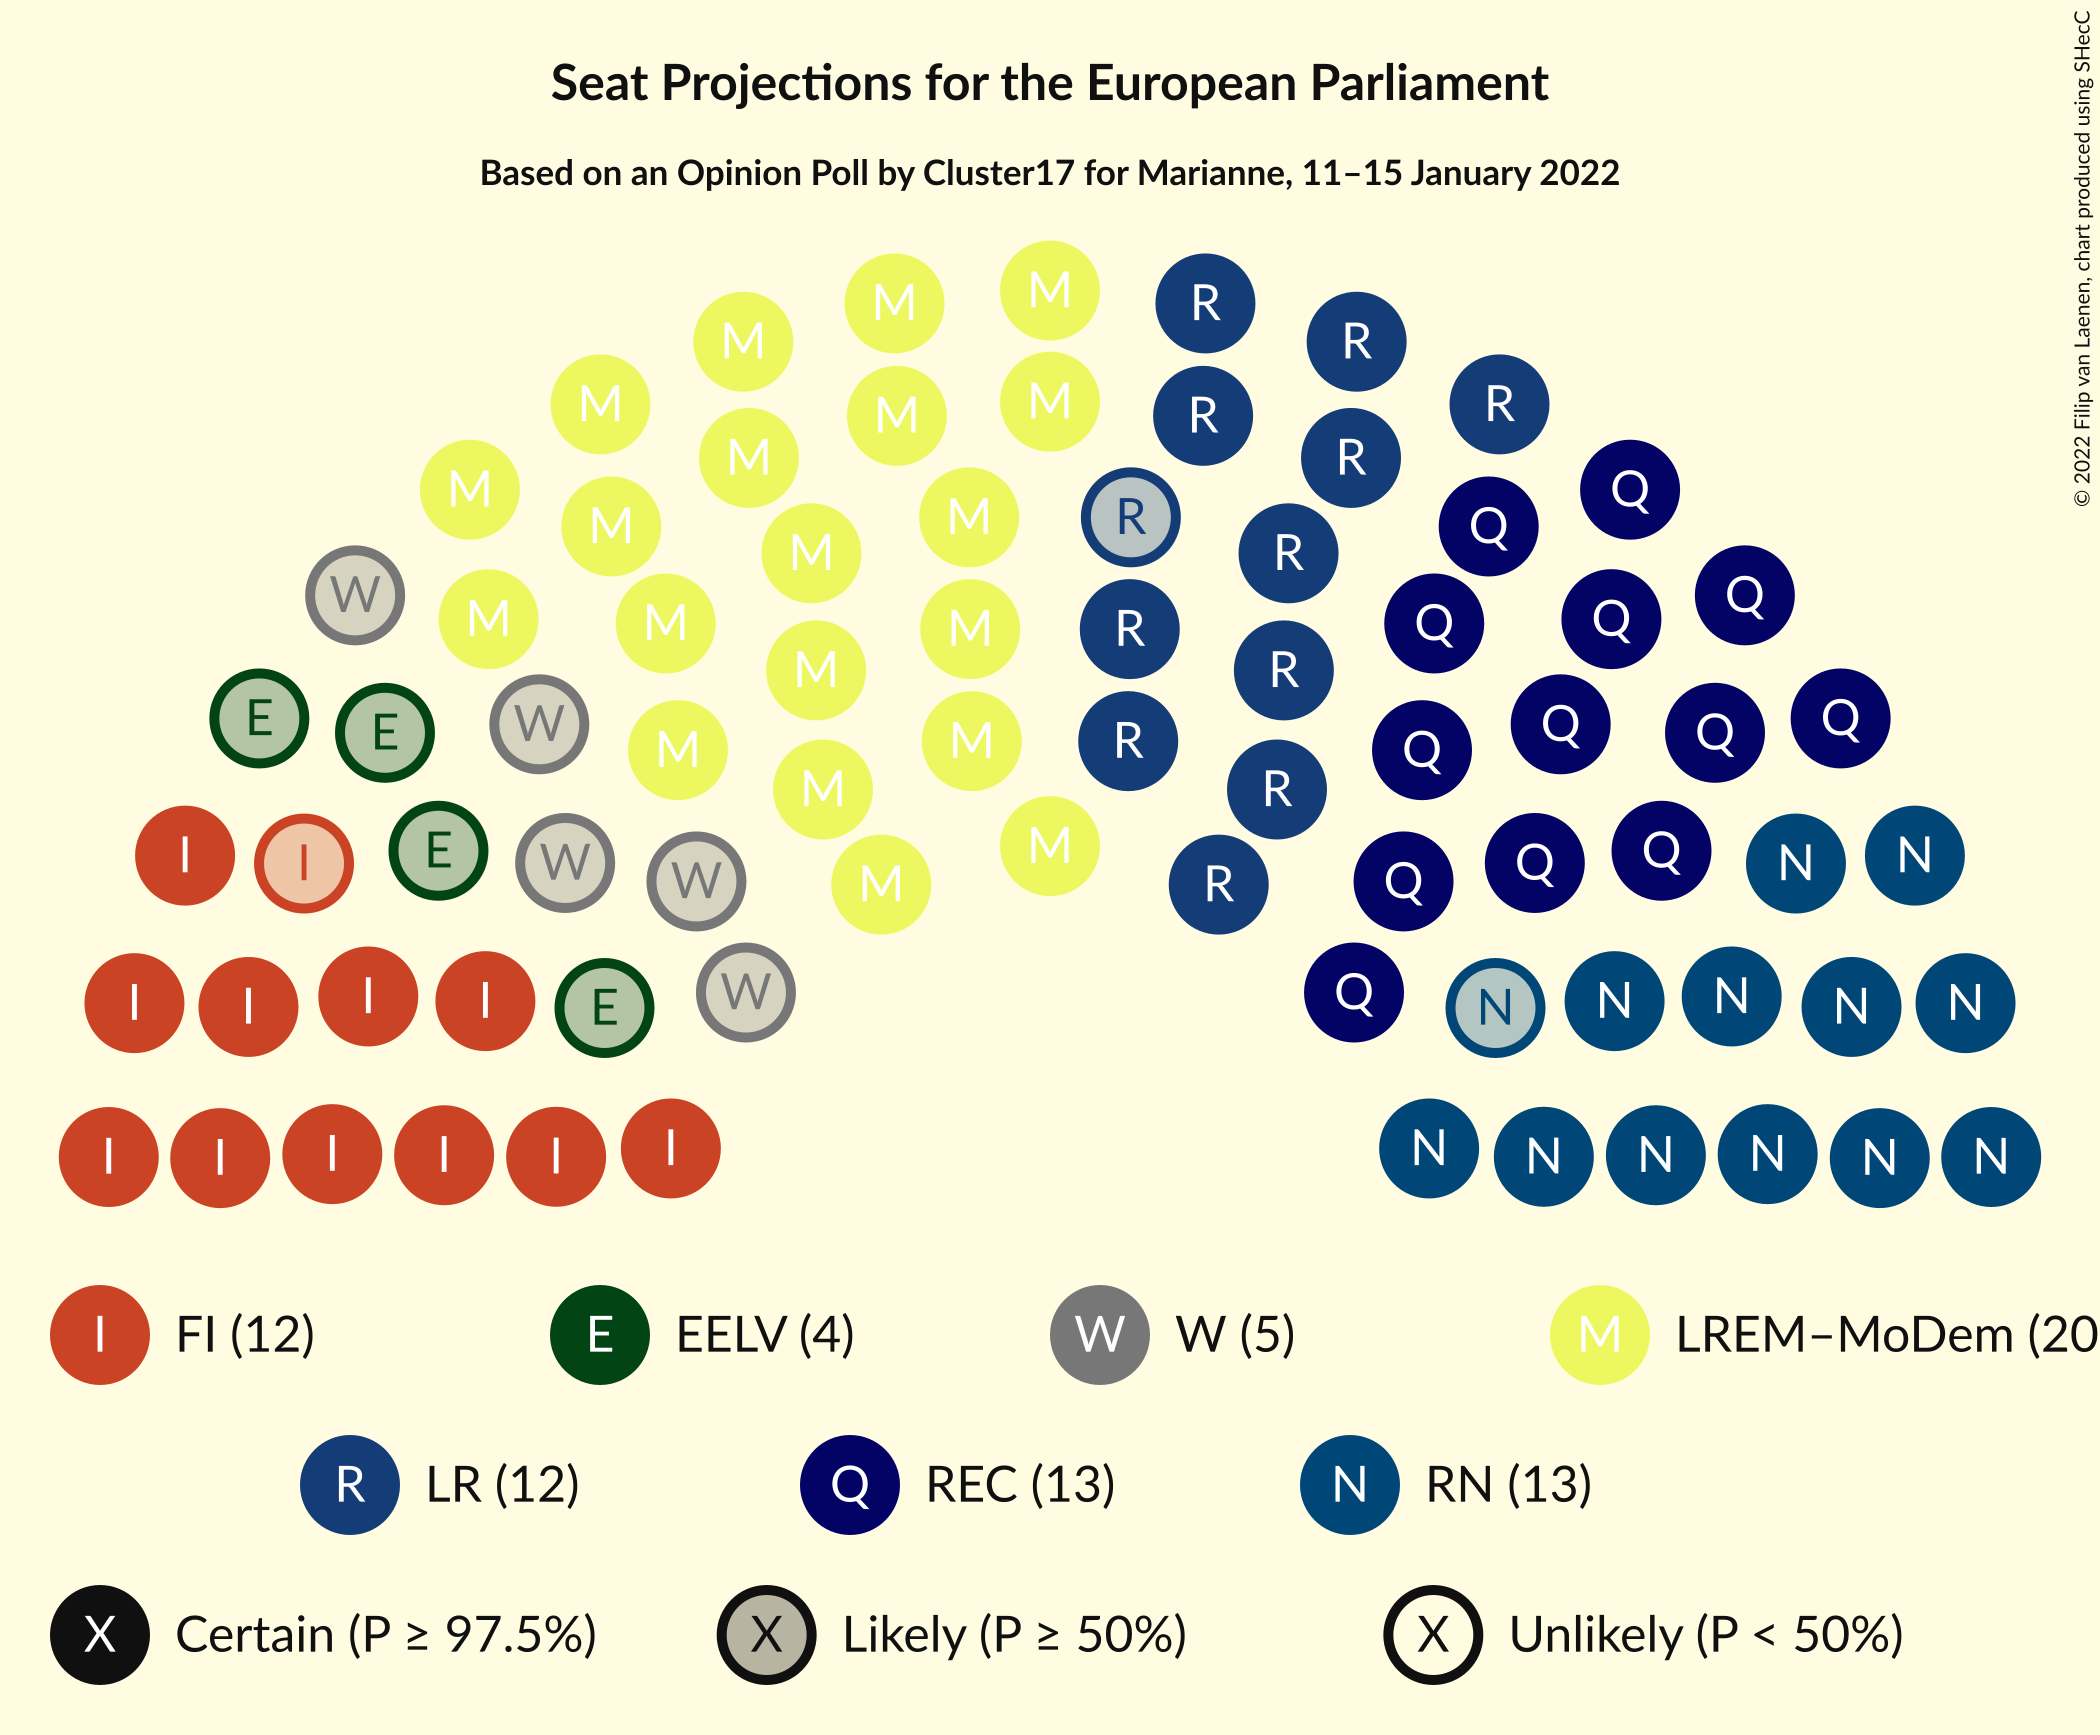 Seat Projections for the European Parliament
Based on an Opinion Poll by Cluster17 for Marianne, 11–15 January 2022
© 2022 Filip van Laenen, chart produced using SHecC
M M M R R
M M M M R R R
M M M R R Q Q
M M M R R
W M M M R Q Q Q
E E W M M M R R Q Q Q Q
M M R R Q
I I E W W M M R Q Q Q N N
I I I I E W Q N N N N N
I I I I I I N N N N N N
I FI (12) E EELV (4) W W (5) M LREM–MoDem (20
R LR (12) Q REC (13) N RN (13)
X Certain (P ≥ 97.5%) X Likely (P ≥ 50%) X Unlikely (P < 50%)